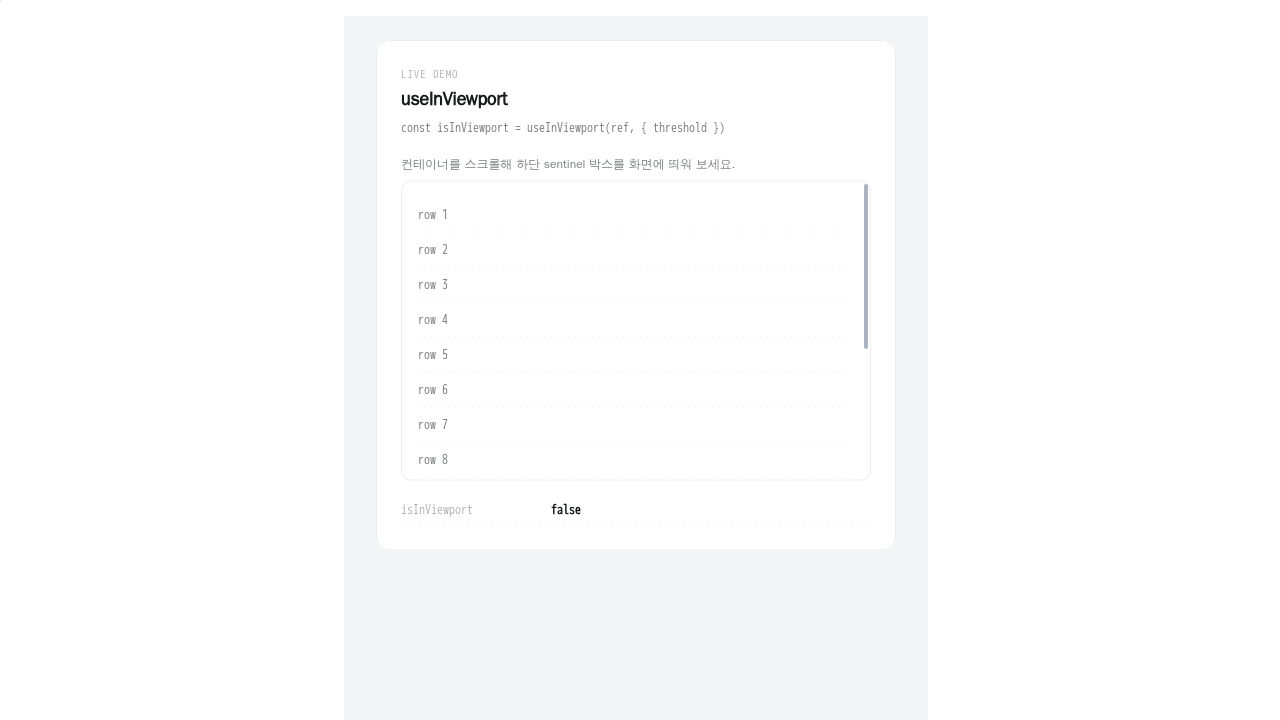 LIVE DEMO
useInViewport
const isInViewport = useInViewport(ref, { threshold })
컨테이너를 스크롤해 하단 sentinel 박스를 화면에 띄워 보세요.
row 1
row 2
row 3
row 4
row 5
row 6
row 7
row 8
isInViewport false